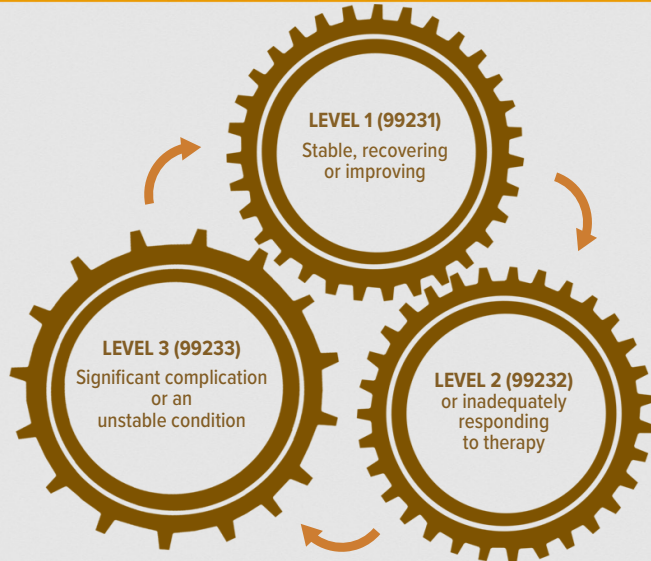 LEVEL 1 (99231)
Stable, recovering
or improving
LEVEL 3 (99233)
Significant complication
or an
unstable condition
LEVEL 2 (99232)
or inadequately
responding
to therapy